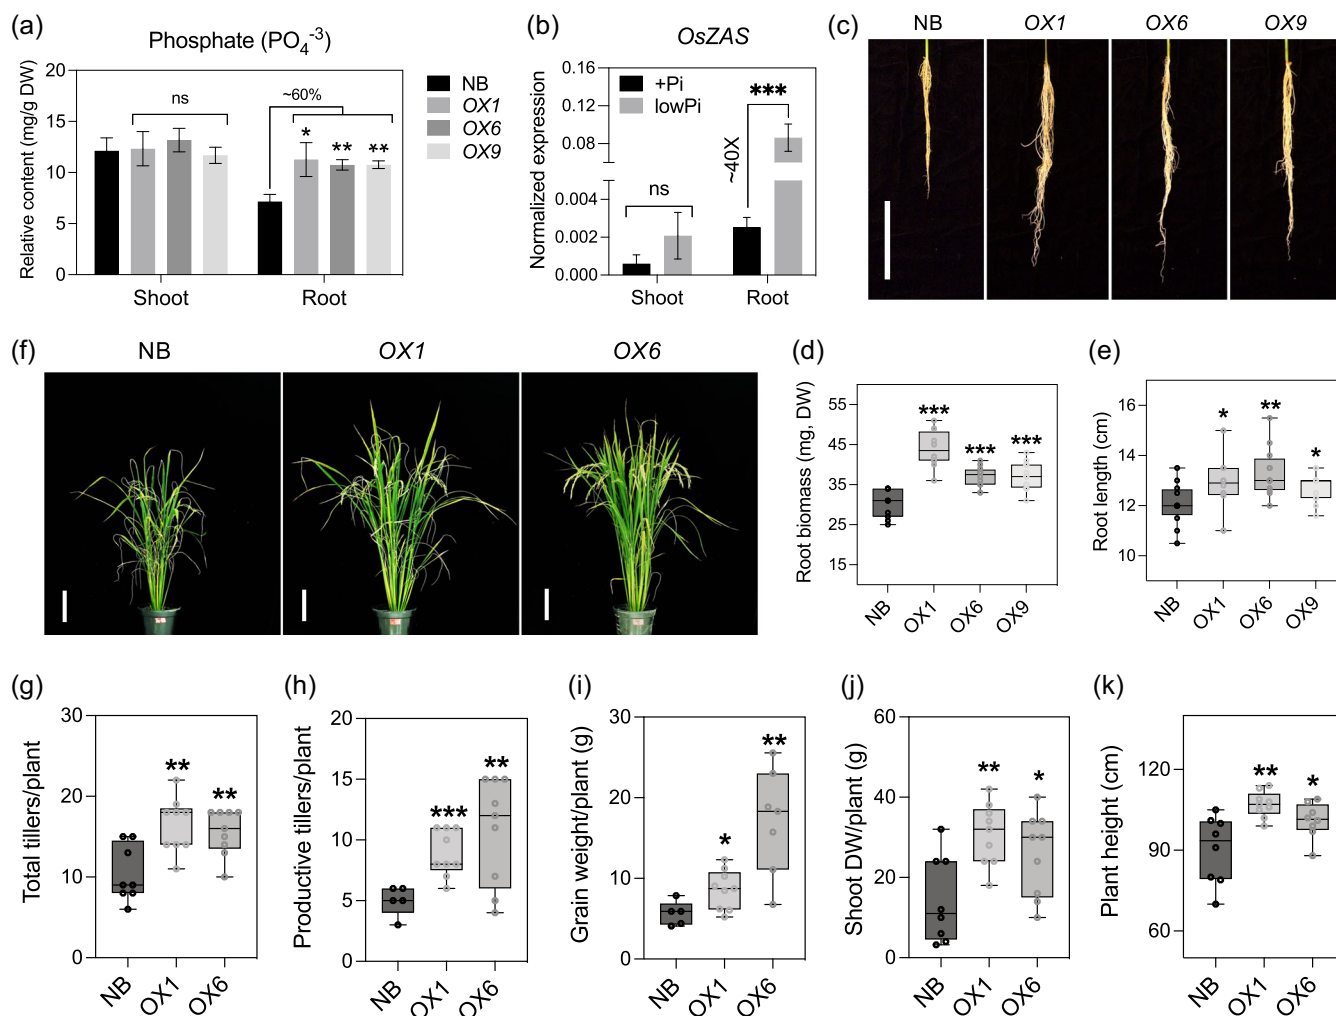 (a)
Phosphate (PO4-3)
Relative content (mg/g DW)
20
15
10
5
0
ns
~60%
*
**
**
Shoot
Root
NB
OX1
OX6
OX9
(b)
OsZAS
Normalized expression
0.16
0.12
0.08
0.004
0.002
0.000
+Pi
lowPi
ns
~40X
***
Shoot
Root
(c)
NB
OX1
OX6
OX9
(f)
NB
OX1
OX6
(d)
Root biomass (mg, DW)
55
45
35
25
***
***
***
NB
OX1
OX6
OX9
(e)
Root length (cm)
16
14
12
10
*
**
*
NB
OX1
OX6
OX9
(g)
Total tillers/plant
30
20
10
0
**
**
NB
OX1
OX6
(h)
Productive tillers/plant
20
15
10
5
0
***
**
NB
OX1
OX6
(i)
Grain weight/plant (g)
30
20
10
0
*
**
NB
OX1
OX6
(j)
Shoot DW/plant (g)
60
40
20
0
**
*
NB
OX1
OX6
(k)
Plant height (cm)
120
90
60
**
*
NB
OX1
OX6